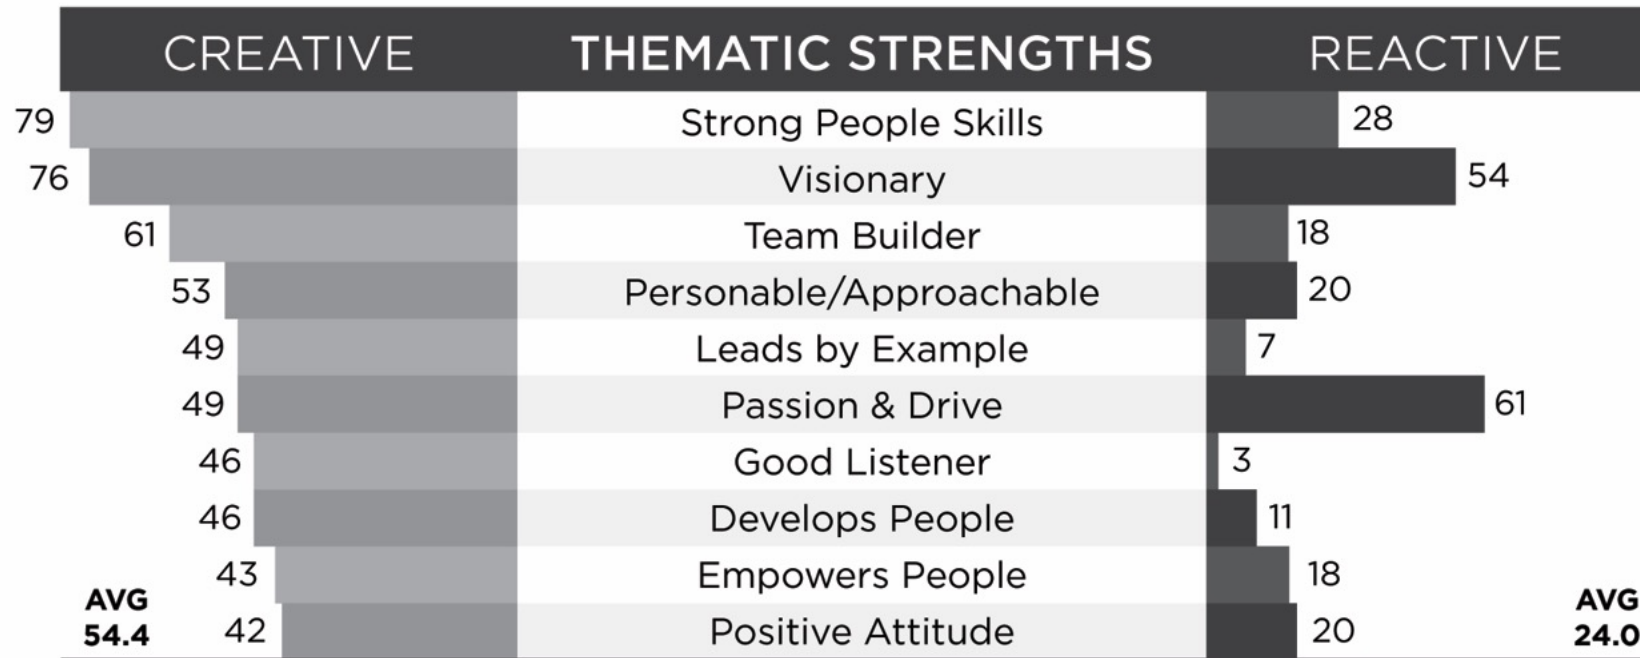 CREATIVE THEMATIC STRENGTHS REACTIVE
79 Strong People Skills 28
76 Visionary 54
61 Team Builder 18
53 Personable/Approachable 20
49 Leads by Example 7
49 Passion & Drive 61
46 Good Listener 3
46 Develops People 11
43 Empowers People 18
AVG AVG
54.4 42 Positive Attitude 20 24.0